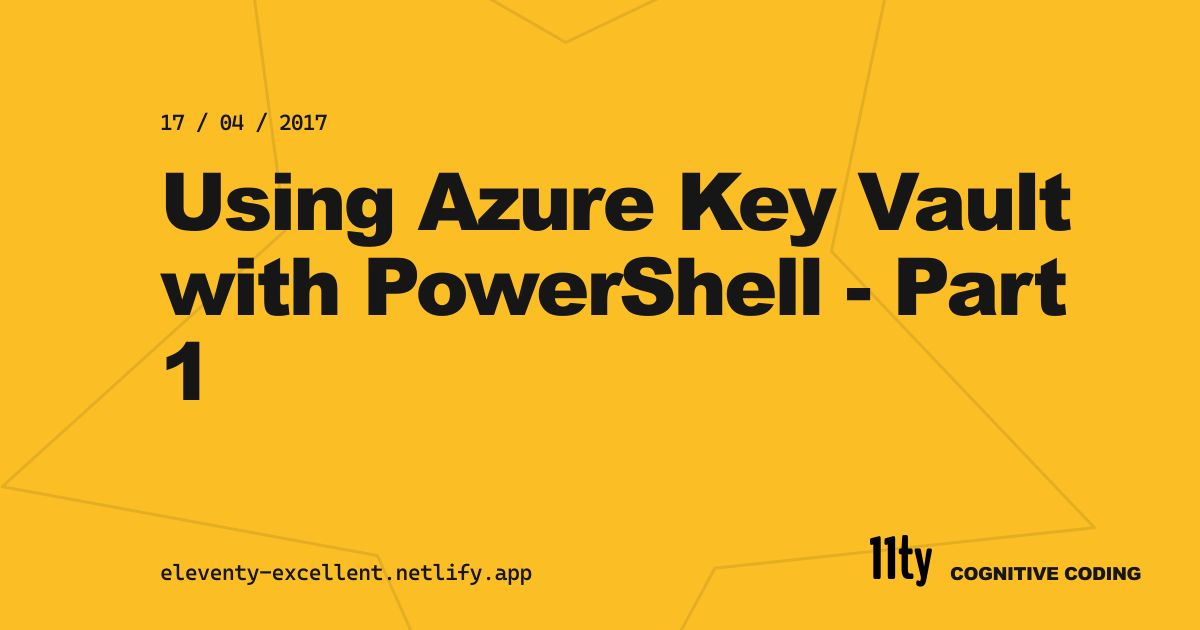 17 / 04 / 2017
Using Azure Key Vault
with PowerShell - Part
1
eleventy-excellent.netlify.app
11ty
COGNITIVE CODING